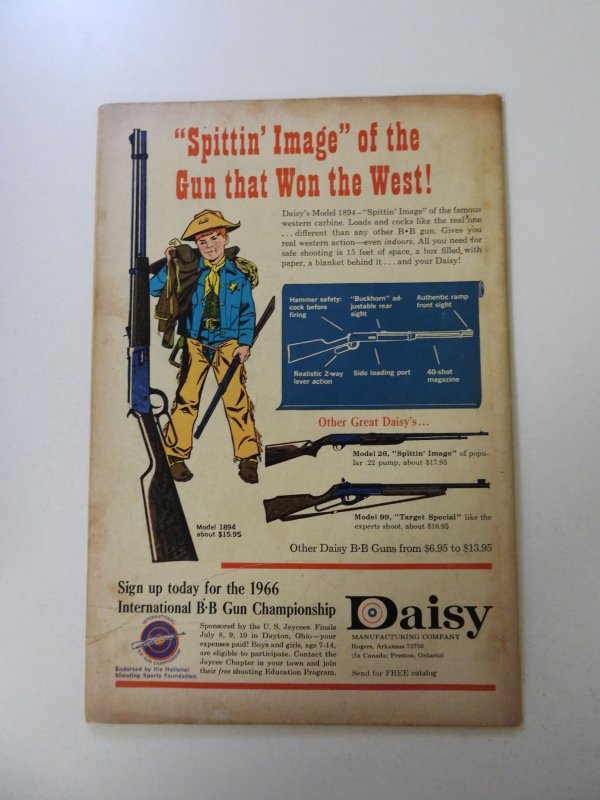 "Spittin' Image" of the
Gun that Won the West!
Daisy's Model 1894—"Spittin' Image" of the famous
western carbine. Loads and cocks like the real one
... different than any other B·B gun. Gives you
real western action—even indoors. All you need for
safe shooting is 15 feet of space, a box filled with
paper, a blanket behind it ... and your Daisy!
Hammer safety:
cock before
firing
"Buckhorn" ad-
justable rear
sight
Authentic ramp
front sight
Realistic 2-way
lever action
Side loading port
40-shot
magazine
Other Great Daisy's...
Model 26, "Spittin' Image" of popu-
lar .22 pump, about $17.95
Model 99, "Target Special" like the
experts shoot, about $16.95
Model 1894
about $15.95
Other Daisy B·B Guns from $6.95 to $13.95
Sign up today for the 1966
International B·B Gun Championship
Sponsored by the U. S. Jaycees. Finals
July 8, 9, 10 in Dayton, Ohio—your
expenses paid! Boys and girls, age 7-14,
are eligible to participate. Contact the
Jaycee Chapter in your town and join
their free shooting Education Program.
INTERNATIONAL
B·B GUN CHAMPIONSHIP
Endorsed by the National
Shooting Sports Foundation.
Daisy
MANUFACTURING COMPANY
Rogers, Arkansas 72756
(In Canada: Preston, Ontario)
Send for FREE catalog